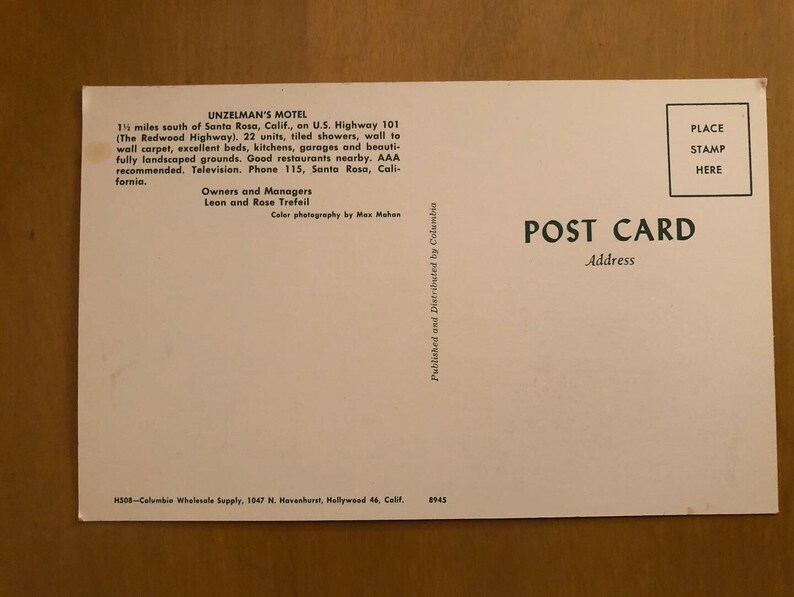 UNZELMAN'S MOTEL
1½ miles south of Santa Rosa, Calif., on U.S. Highway 101
(The Redwood Highway). 22 units, tiled showers, wall to
wall carpet, excellent beds, kitchens, garages and beauti-
fully landscaped grounds. Good restaurants nearby. AAA
recommended. Television. Phone 115, Santa Rosa, Cali-
fornia.
Owners and Managers
Leon and Rose Trefeil
Color photography by Max Mahan
H508—Columbia Wholesale Supply, 1047 N. Havenhurst, Hollywood 46, Calif.
8945
Published and Distributed by Columbia
PLACE
STAMP
HERE
POST CARD
Address